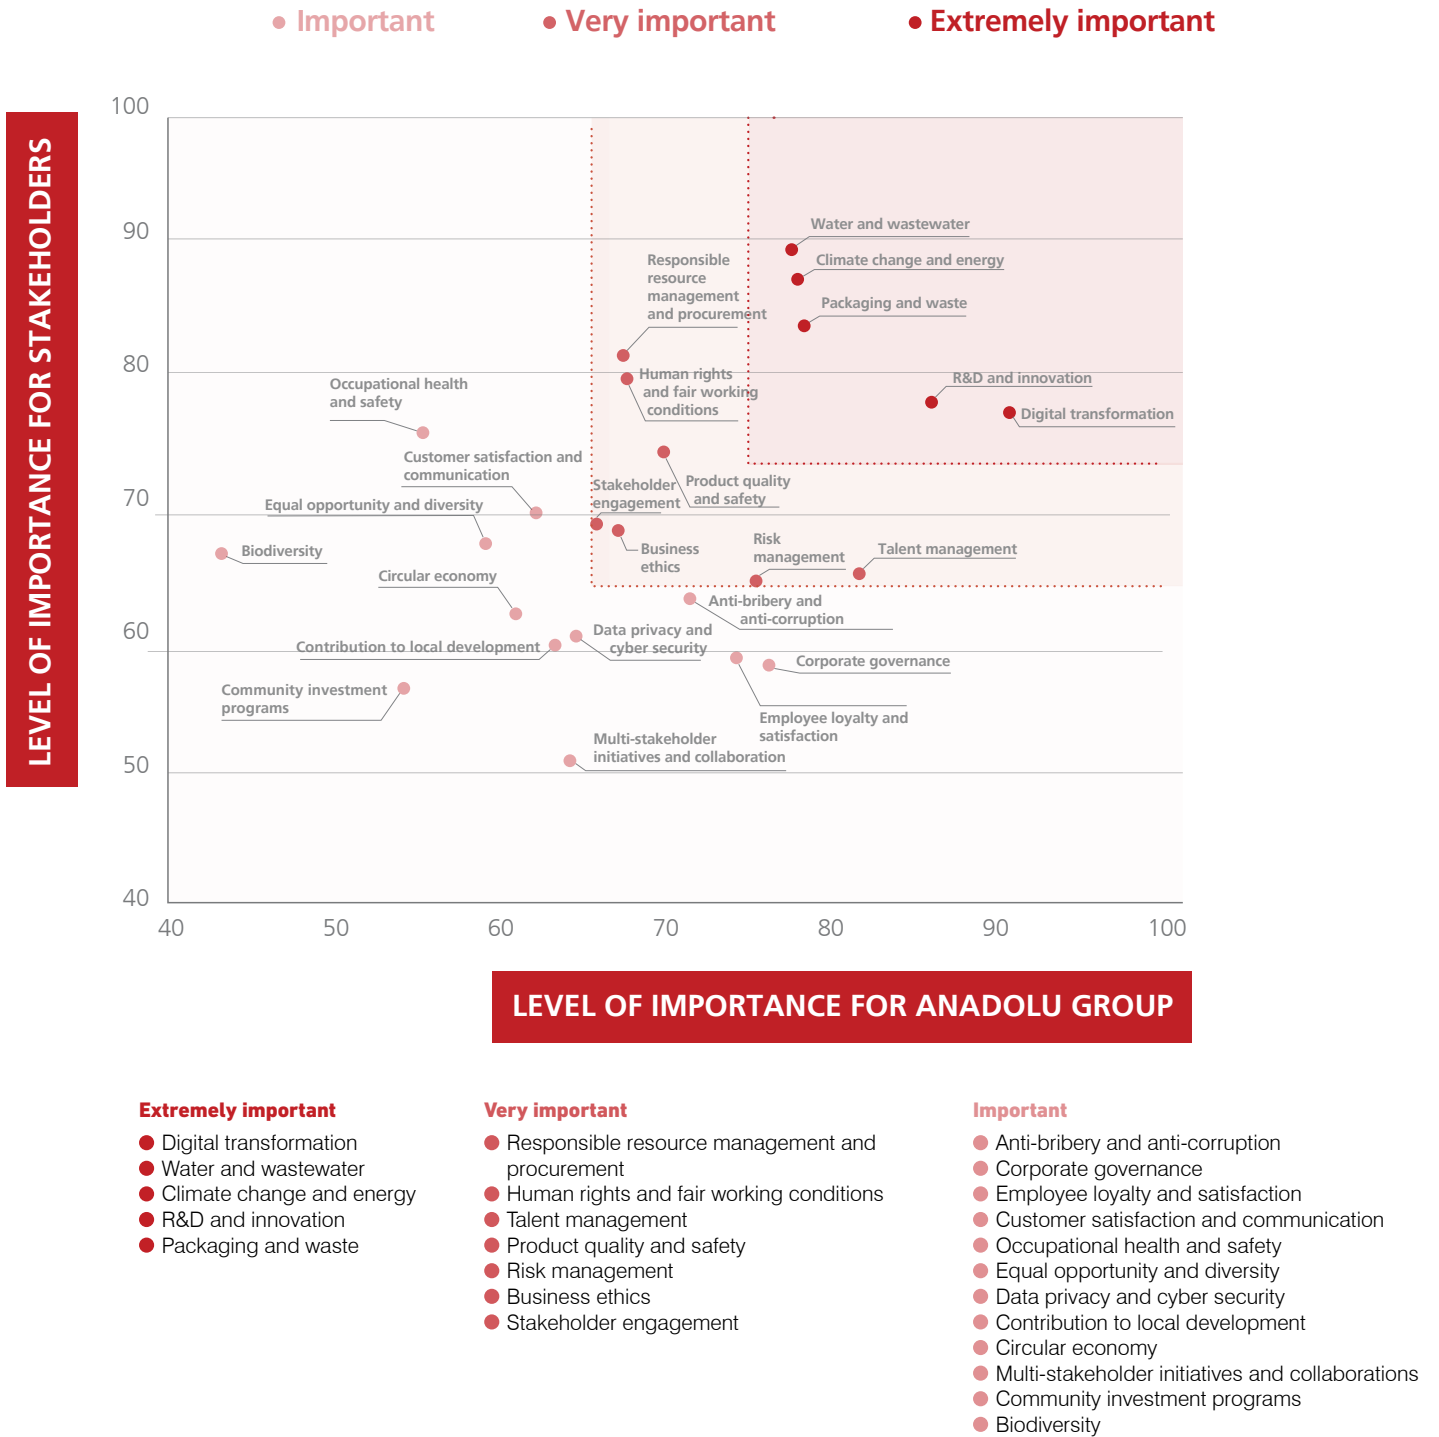 Important
Very important
Extremely important
LEVEL OF IMPORTANCE FOR STAKEHOLDERS
100
90
80
70
60
50
40
Water and wastewater
Climate change and energy
Packaging and waste
R&D and innovation
Digital transformation
Responsible
resource
management
and procurement
Human rights
and fair working
conditions
Occupational health
and safety
Customer satisfaction and
communication
Stakeholder
engagement
Product quality
and safety
Equal opportunity and diversity
Biodiversity
Business
ethics
Risk
management
Talent management
Circular economy
Anti-bribery and
anti-corruption
Contribution to local development
Data privacy and
cyber security
Corporate governance
Community investment
programs
Employee loyalty and
satisfaction
Multi-stakeholder
initiatives and collaboration
40
50
60
70
80
90
100
LEVEL OF IMPORTANCE FOR ANADOLU GROUP
Extremely important
Digital transformation
Water and wastewater
Climate change and energy
R&D and innovation
Packaging and waste
Very important
Responsible resource management and
procurement
Human rights and fair working conditions
Talent management
Product quality and safety
Risk management
Business ethics
Stakeholder engagement
Important
Anti-bribery and anti-corruption
Corporate governance
Employee loyalty and satisfaction
Customer satisfaction and communication
Occupational health and safety
Equal opportunity and diversity
Data privacy and cyber security
Contribution to local development
Circular economy
Multi-stakeholder initiatives and collaborations
Community investment programs
Biodiversity